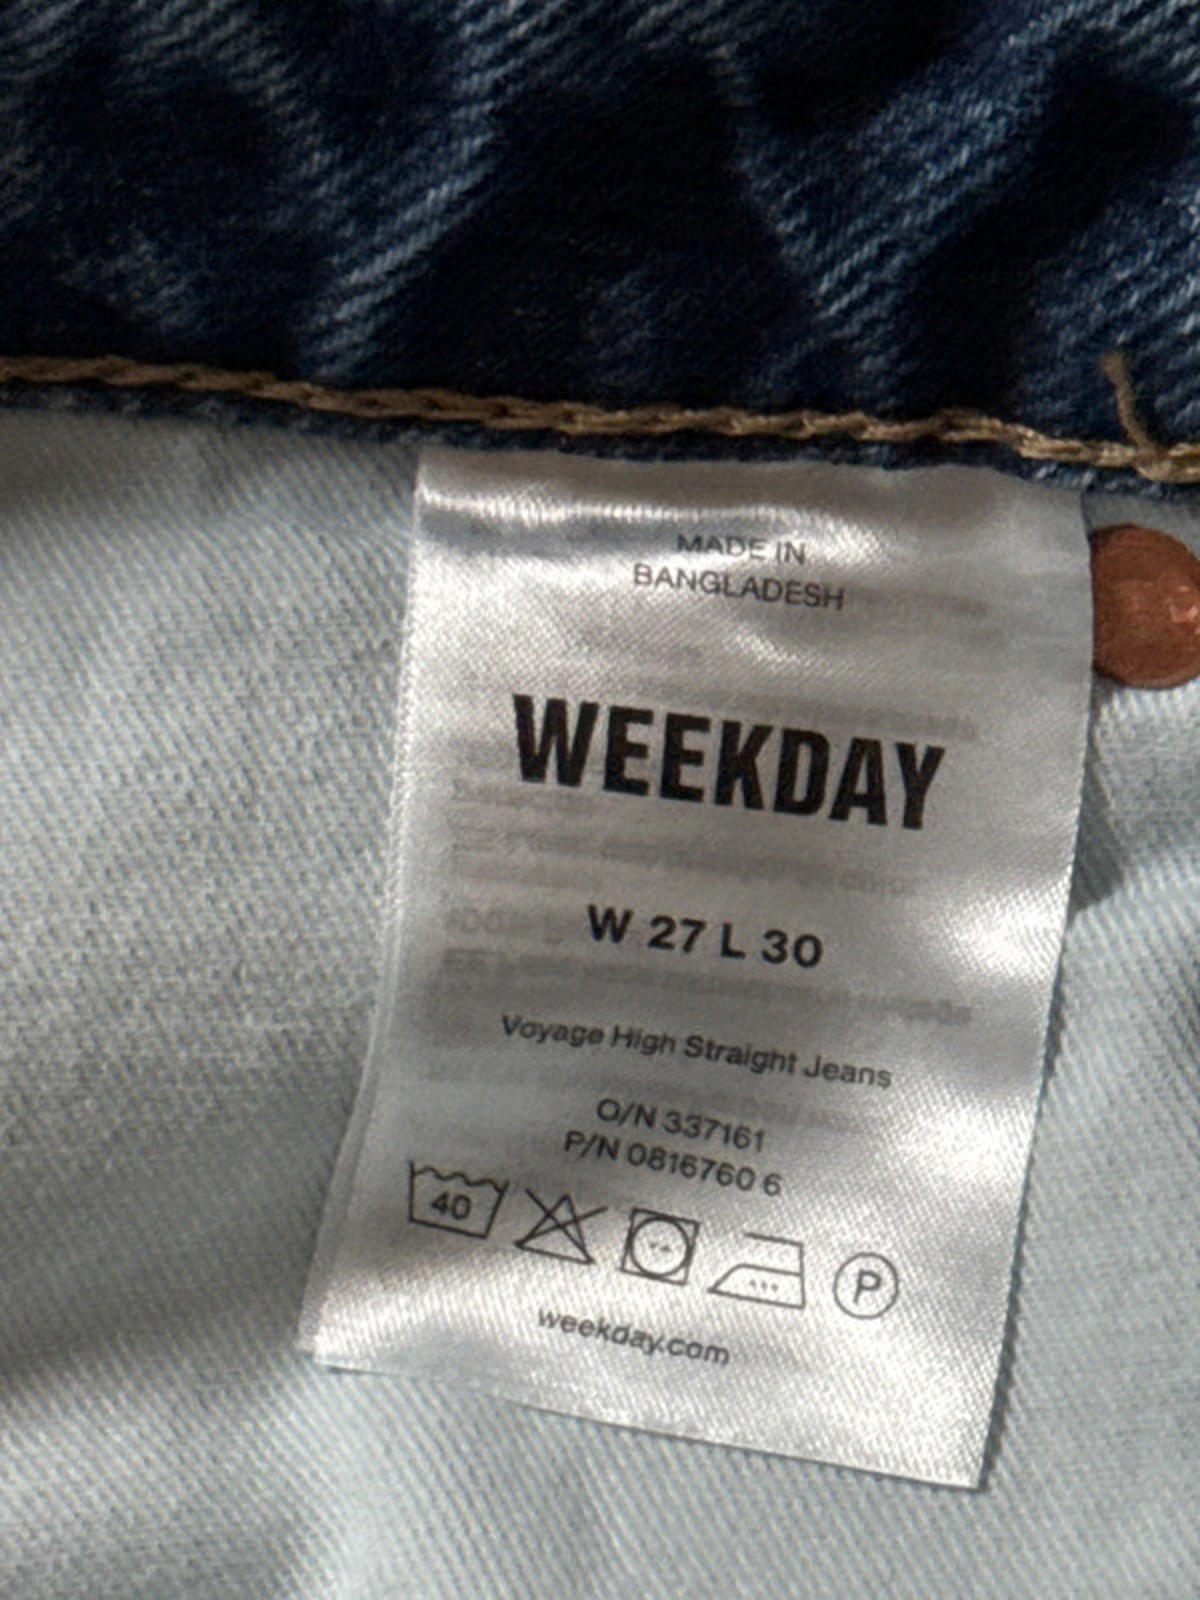 MADE IN
BANGLADESH
WEEKDAY
W 27 L 30
Voyage High Straight Jeans
O/N 337161
P/N 0816760 6
40
P
weekday.com